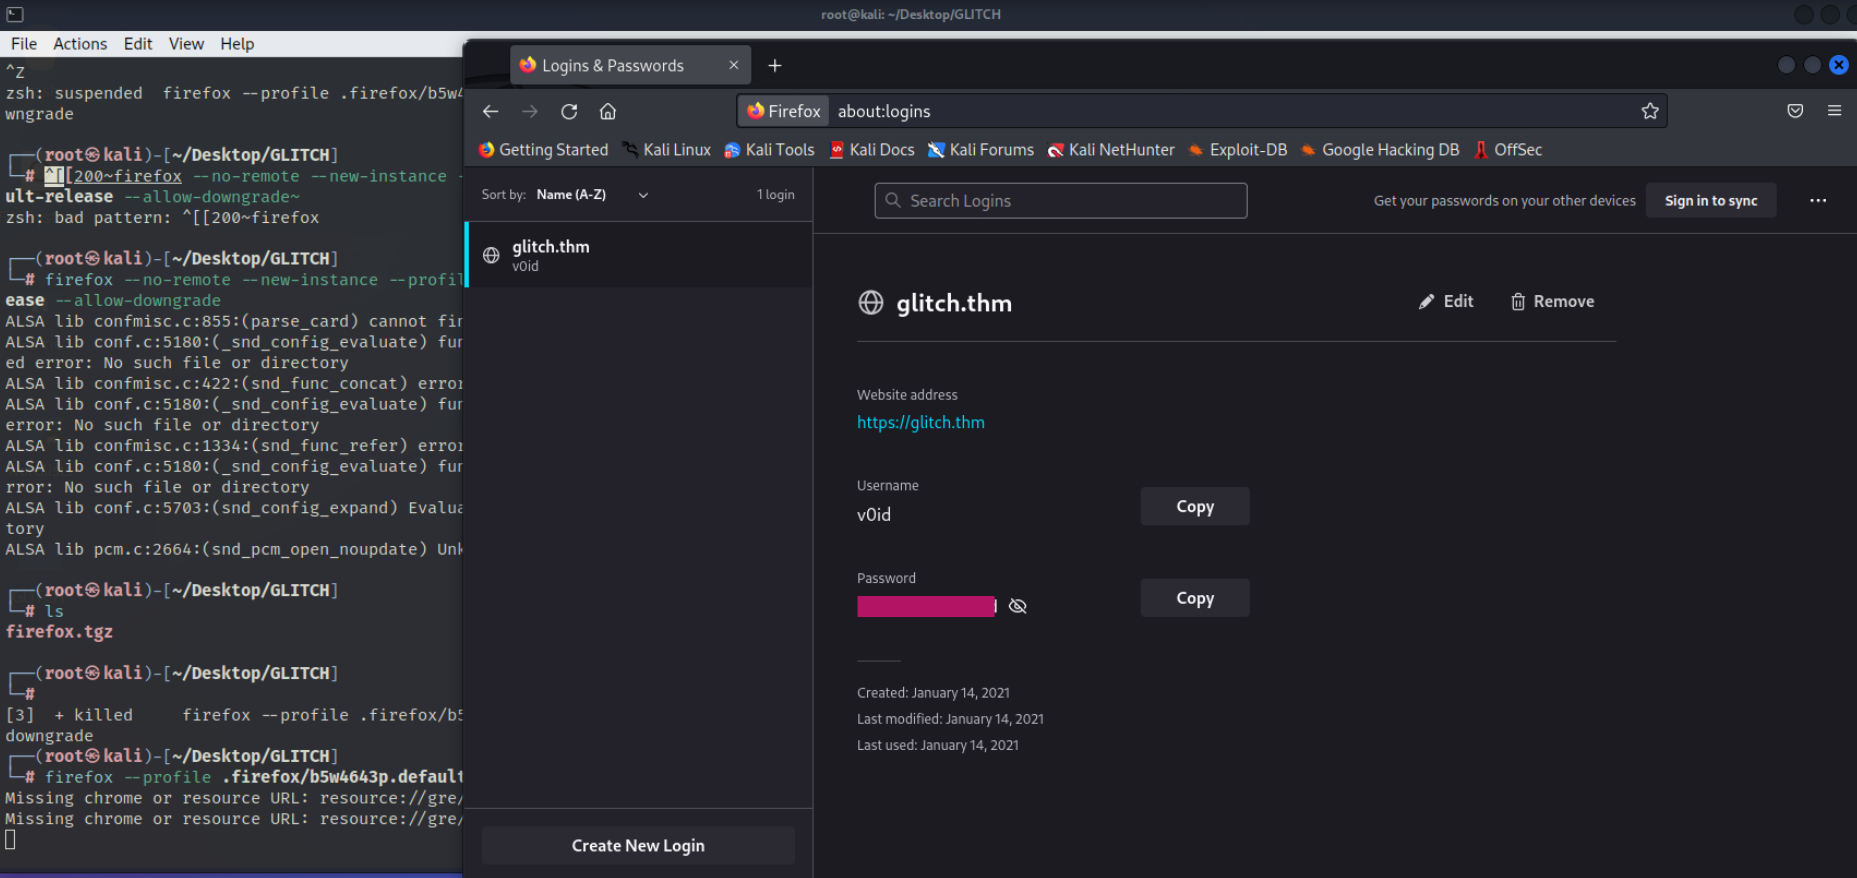 root@kali: ~/Desktop/GLITCH
File Actions Edit View Help
^Z
zsh: suspended  firefox --profile .firefox/b5w4
wngrade
┌──(root㉿kali)-[~/Desktop/GLITCH]
└─# ^[[200~firefox --no-remote --new-instance -
ult-release --allow-downgrade~
zsh: bad pattern: ^[[200~firefox
┌──(root㉿kali)-[~/Desktop/GLITCH]
└─# firefox --no-remote --new-instance --profil
ease --allow-downgrade
ALSA lib confmisc.c:855:(parse_card) cannot fin
ALSA lib conf.c:5180:(_snd_config_evaluate) fun
ed error: No such file or directory
ALSA lib confmisc.c:422:(snd_func_concat) error
ALSA lib conf.c:5180:(_snd_config_evaluate) fun
error: No such file or directory
ALSA lib confmisc.c:1334:(snd_func_refer) error
ALSA lib conf.c:5180:(_snd_config_evaluate) fun
rror: No such file or directory
ALSA lib conf.c:5703:(snd_config_expand) Evalua
tory
ALSA lib pcm.c:2664:(snd_pcm_open_noupdate) Unk
┌──(root㉿kali)-[~/Desktop/GLITCH]
└─# ls
firefox.tgz
┌──(root㉿kali)-[~/Desktop/GLITCH]
└─#
[3]  + killed     firefox --profile .firefox/b5
downgrade
┌──(root㉿kali)-[~/Desktop/GLITCH]
└─# firefox --profile .firefox/b5w4643p.default
Missing chrome or resource URL: resource://gre/
Missing chrome or resource URL: resource://gre/
Logins & Passwords
Firefox about:logins
Getting Started Kali Linux Kali Tools Kali Docs Kali Forums Kali NetHunter Exploit-DB Google Hacking DB OffSec
Sort by: Name (A-Z) 1 login
Search Logins
Get your passwords on your other devices Sign in to sync
glitch.thm
v0id
Create New Login
glitch.thm
Edit Remove
Website address
https://glitch.thm
Username
v0id
Copy
Password
Copy
Created: January 14, 2021
Last modified: January 14, 2021
Last used: January 14, 2021